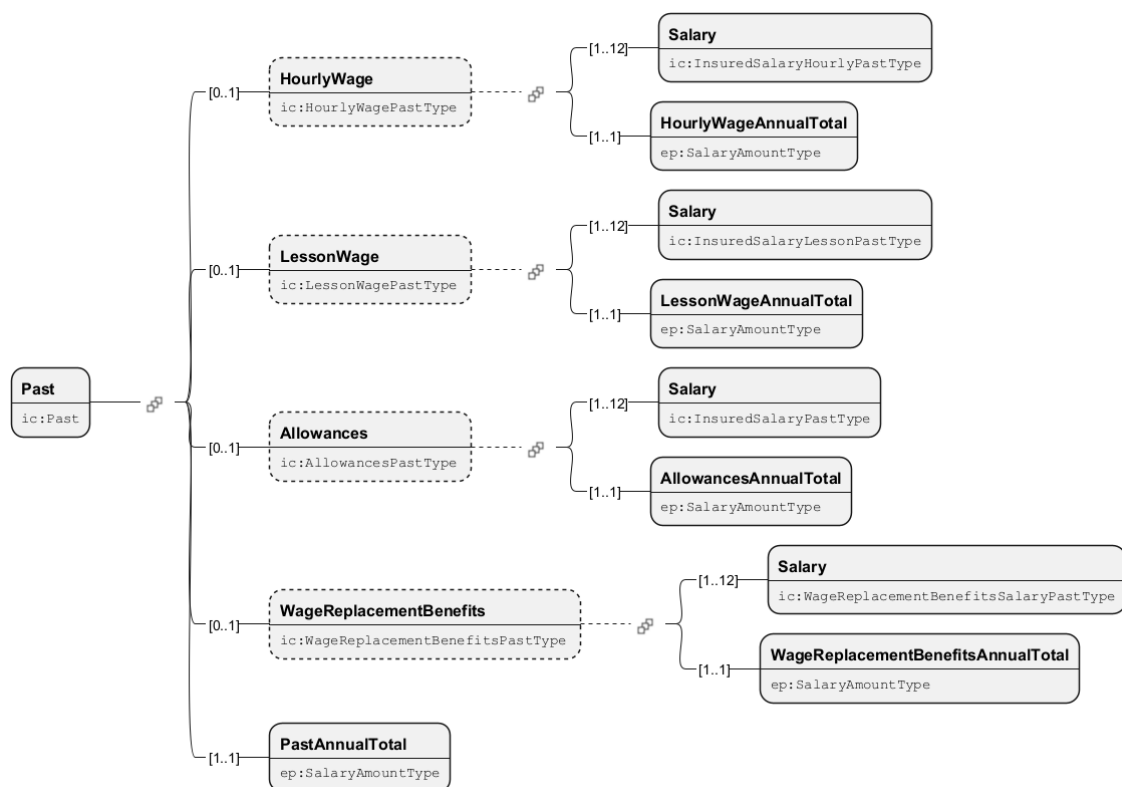 Past
ic:Past
[0..1]
HourlyWage
ic:HourlyWagePastType
[1..12]
Salary
ic:InsuredSalaryHourlyPastType
[1..1]
HourlyWageAnnualTotal
ep:SalaryAmountType
[0..1]
LessonWage
ic:LessonWagePastType
[1..12]
Salary
ic:InsuredSalaryLessonPastType
[1..1]
LessonWageAnnualTotal
ep:SalaryAmountType
[0..1]
Allowances
ic:AllowancesPastType
[1..12]
Salary
ic:InsuredSalaryPastType
[1..1]
AllowancesAnnualTotal
ep:SalaryAmountType
[0..1]
WageReplacementBenefits
ic:WageReplacementBenefitsPastType
[1..12]
Salary
ic:WageReplacementBenefitsSalaryPastType
[1..1]
WageReplacementBenefitsAnnualTotal
ep:SalaryAmountType
[1..1]
PastAnnualTotal
ep:SalaryAmountType